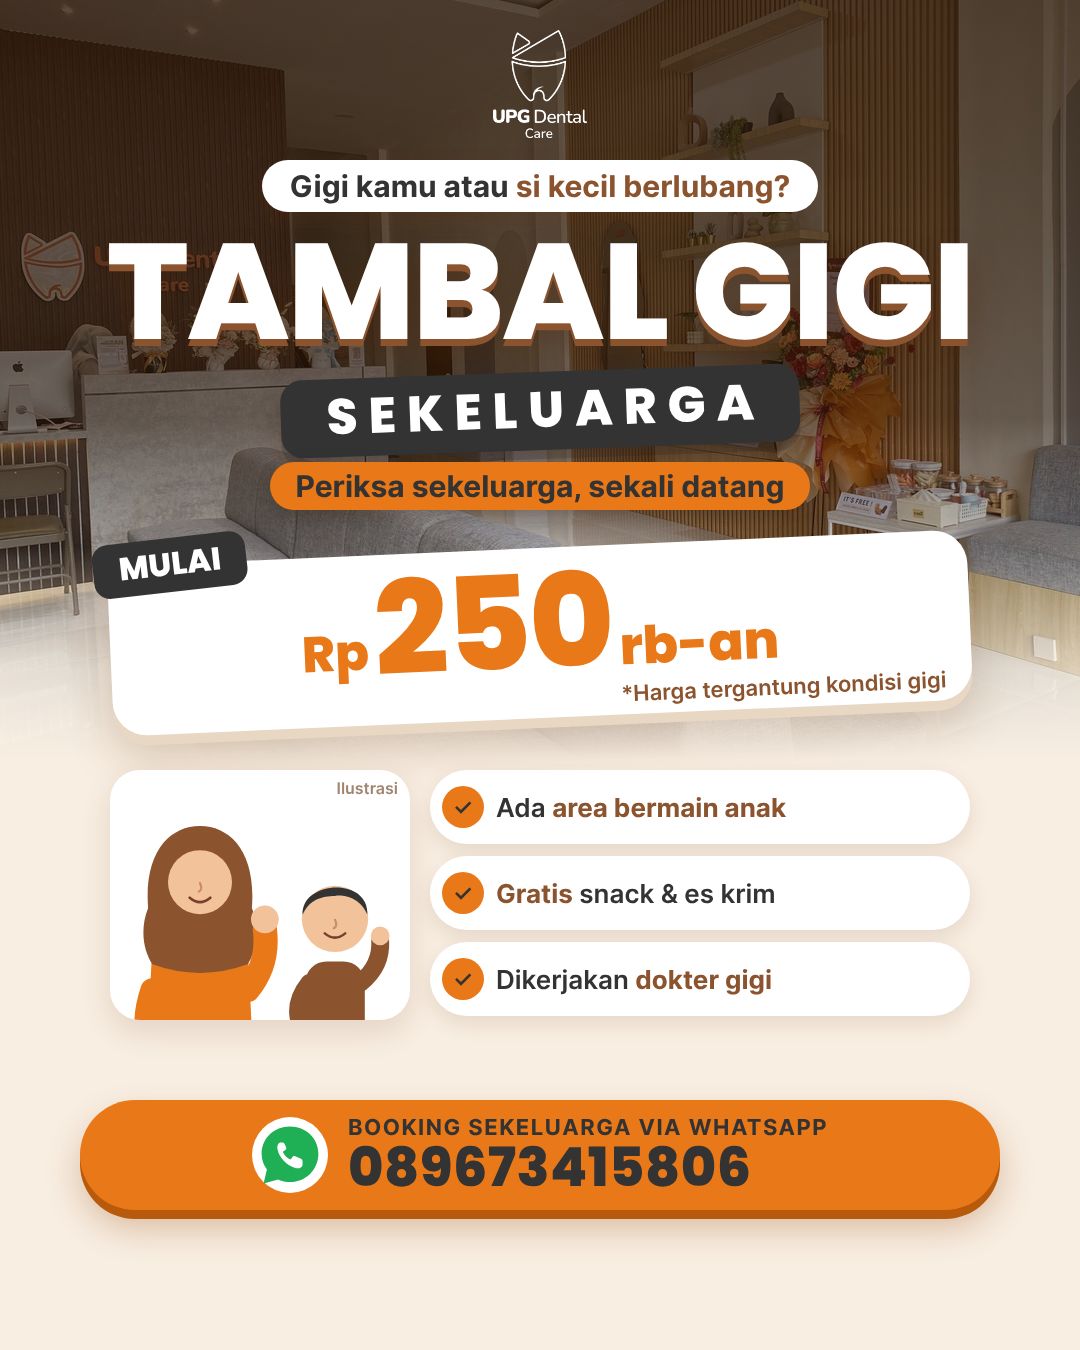 UPG Dental
Care
Gigi kamu atau si kecil berlubang?
TAMBAL GIGI
SEKELUARGA
Periksa sekeluarga, sekali datang
MULAI
Rp 250 rb-an
*Harga tergantung kondisi gigi
IT'S FREE!
Ilustrasi
Ada area bermain anak
Gratis snack & es krim
Dikerjakan dokter gigi
BOOKING SEKELUARGA VIA WHATSAPP
089673415806